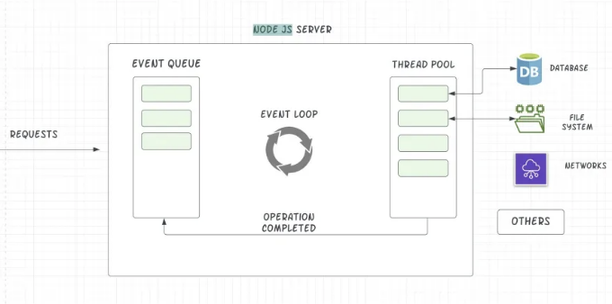 NODE JS SERVER
EVENT QUEUE
THREAD POOL
REQUESTS
EVENT LOOP
OPERATION
COMPLETED
DB
DATABASE
FILE
SYSTEM
NETWORKS
OTHERS